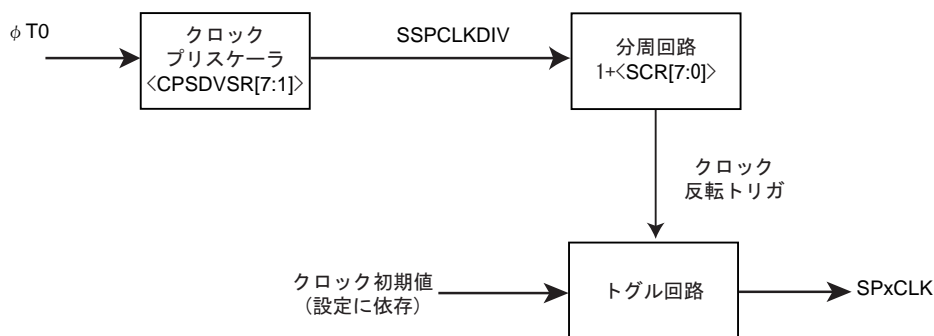 φT0
クロック
プリスケーラ
<CPSDVSR[7:1]>
SSPCLKDIV
分周回路
1+<SCR[7:0]>
クロック
反転トリガ
クロック初期値
(設定に依存)
トグル回路
SPxCLK